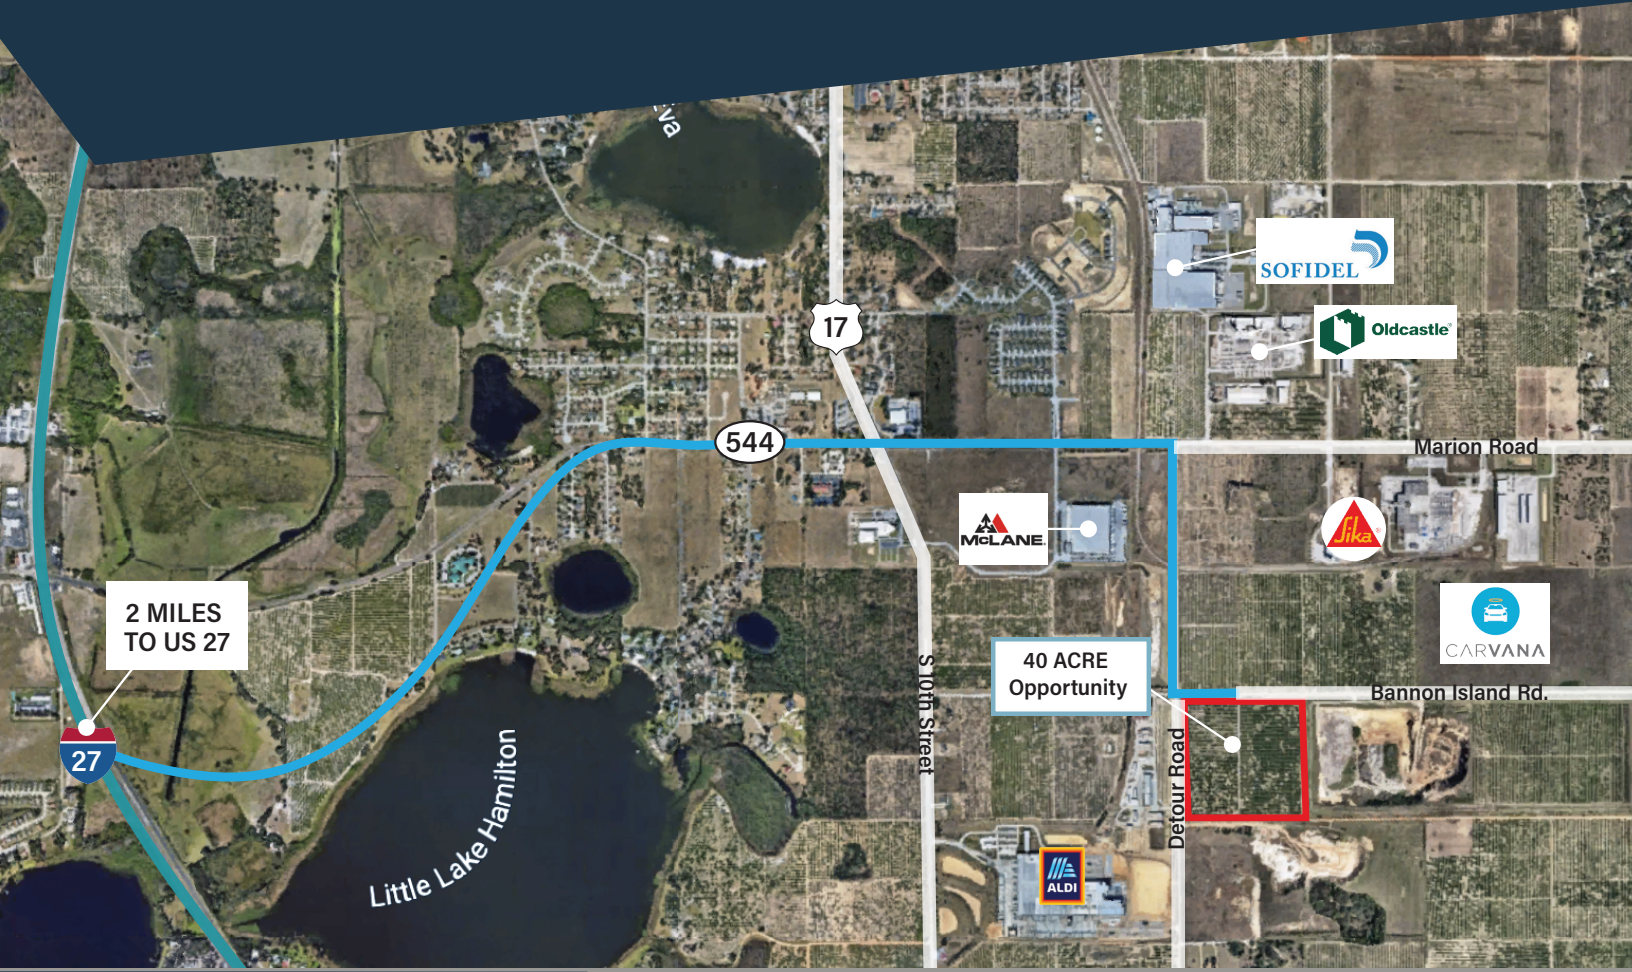 va
SOFIDEL
17
Oldcastle
544
Marion Road
McLANE
Sika
2 MILES
TO US 27
CARVANA
40 ACRE
Opportunity
S 10th Street
Bannon Island Rd.
27
Detour Road
Little Lake Hamilton
ALDI